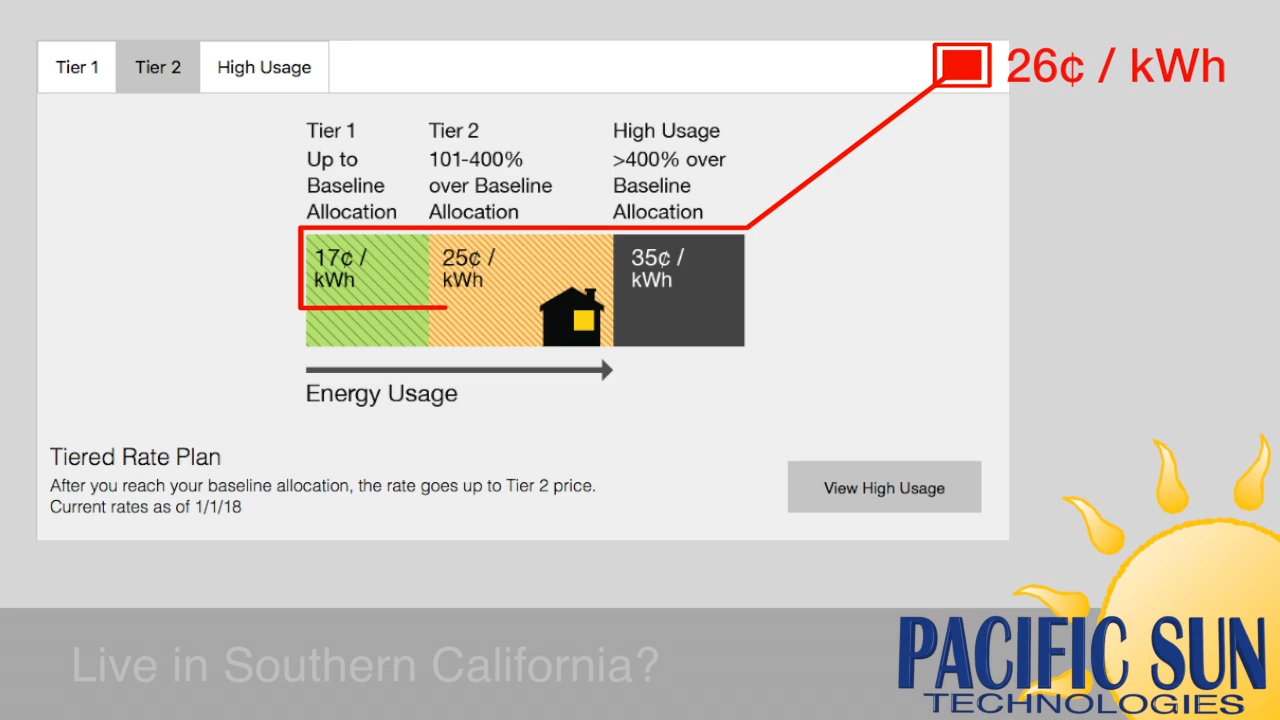 Tier 1 Tier 2 High Usage
26¢ / kWh
Tier 1
Up to
Baseline
Allocation
Tier 2
101-400%
over Baseline
Allocation
High Usage
>400% over
Baseline
Allocation
17¢ /
kWh
25¢ /
kWh
35¢ /
kWh
Energy Usage
Tiered Rate Plan
After you reach your baseline allocation, the rate goes up to Tier 2 price.
Current rates as of 1/1/18
View High Usage
Live in Southern California?
PACIFIC SUN
TECHNOLOGIES